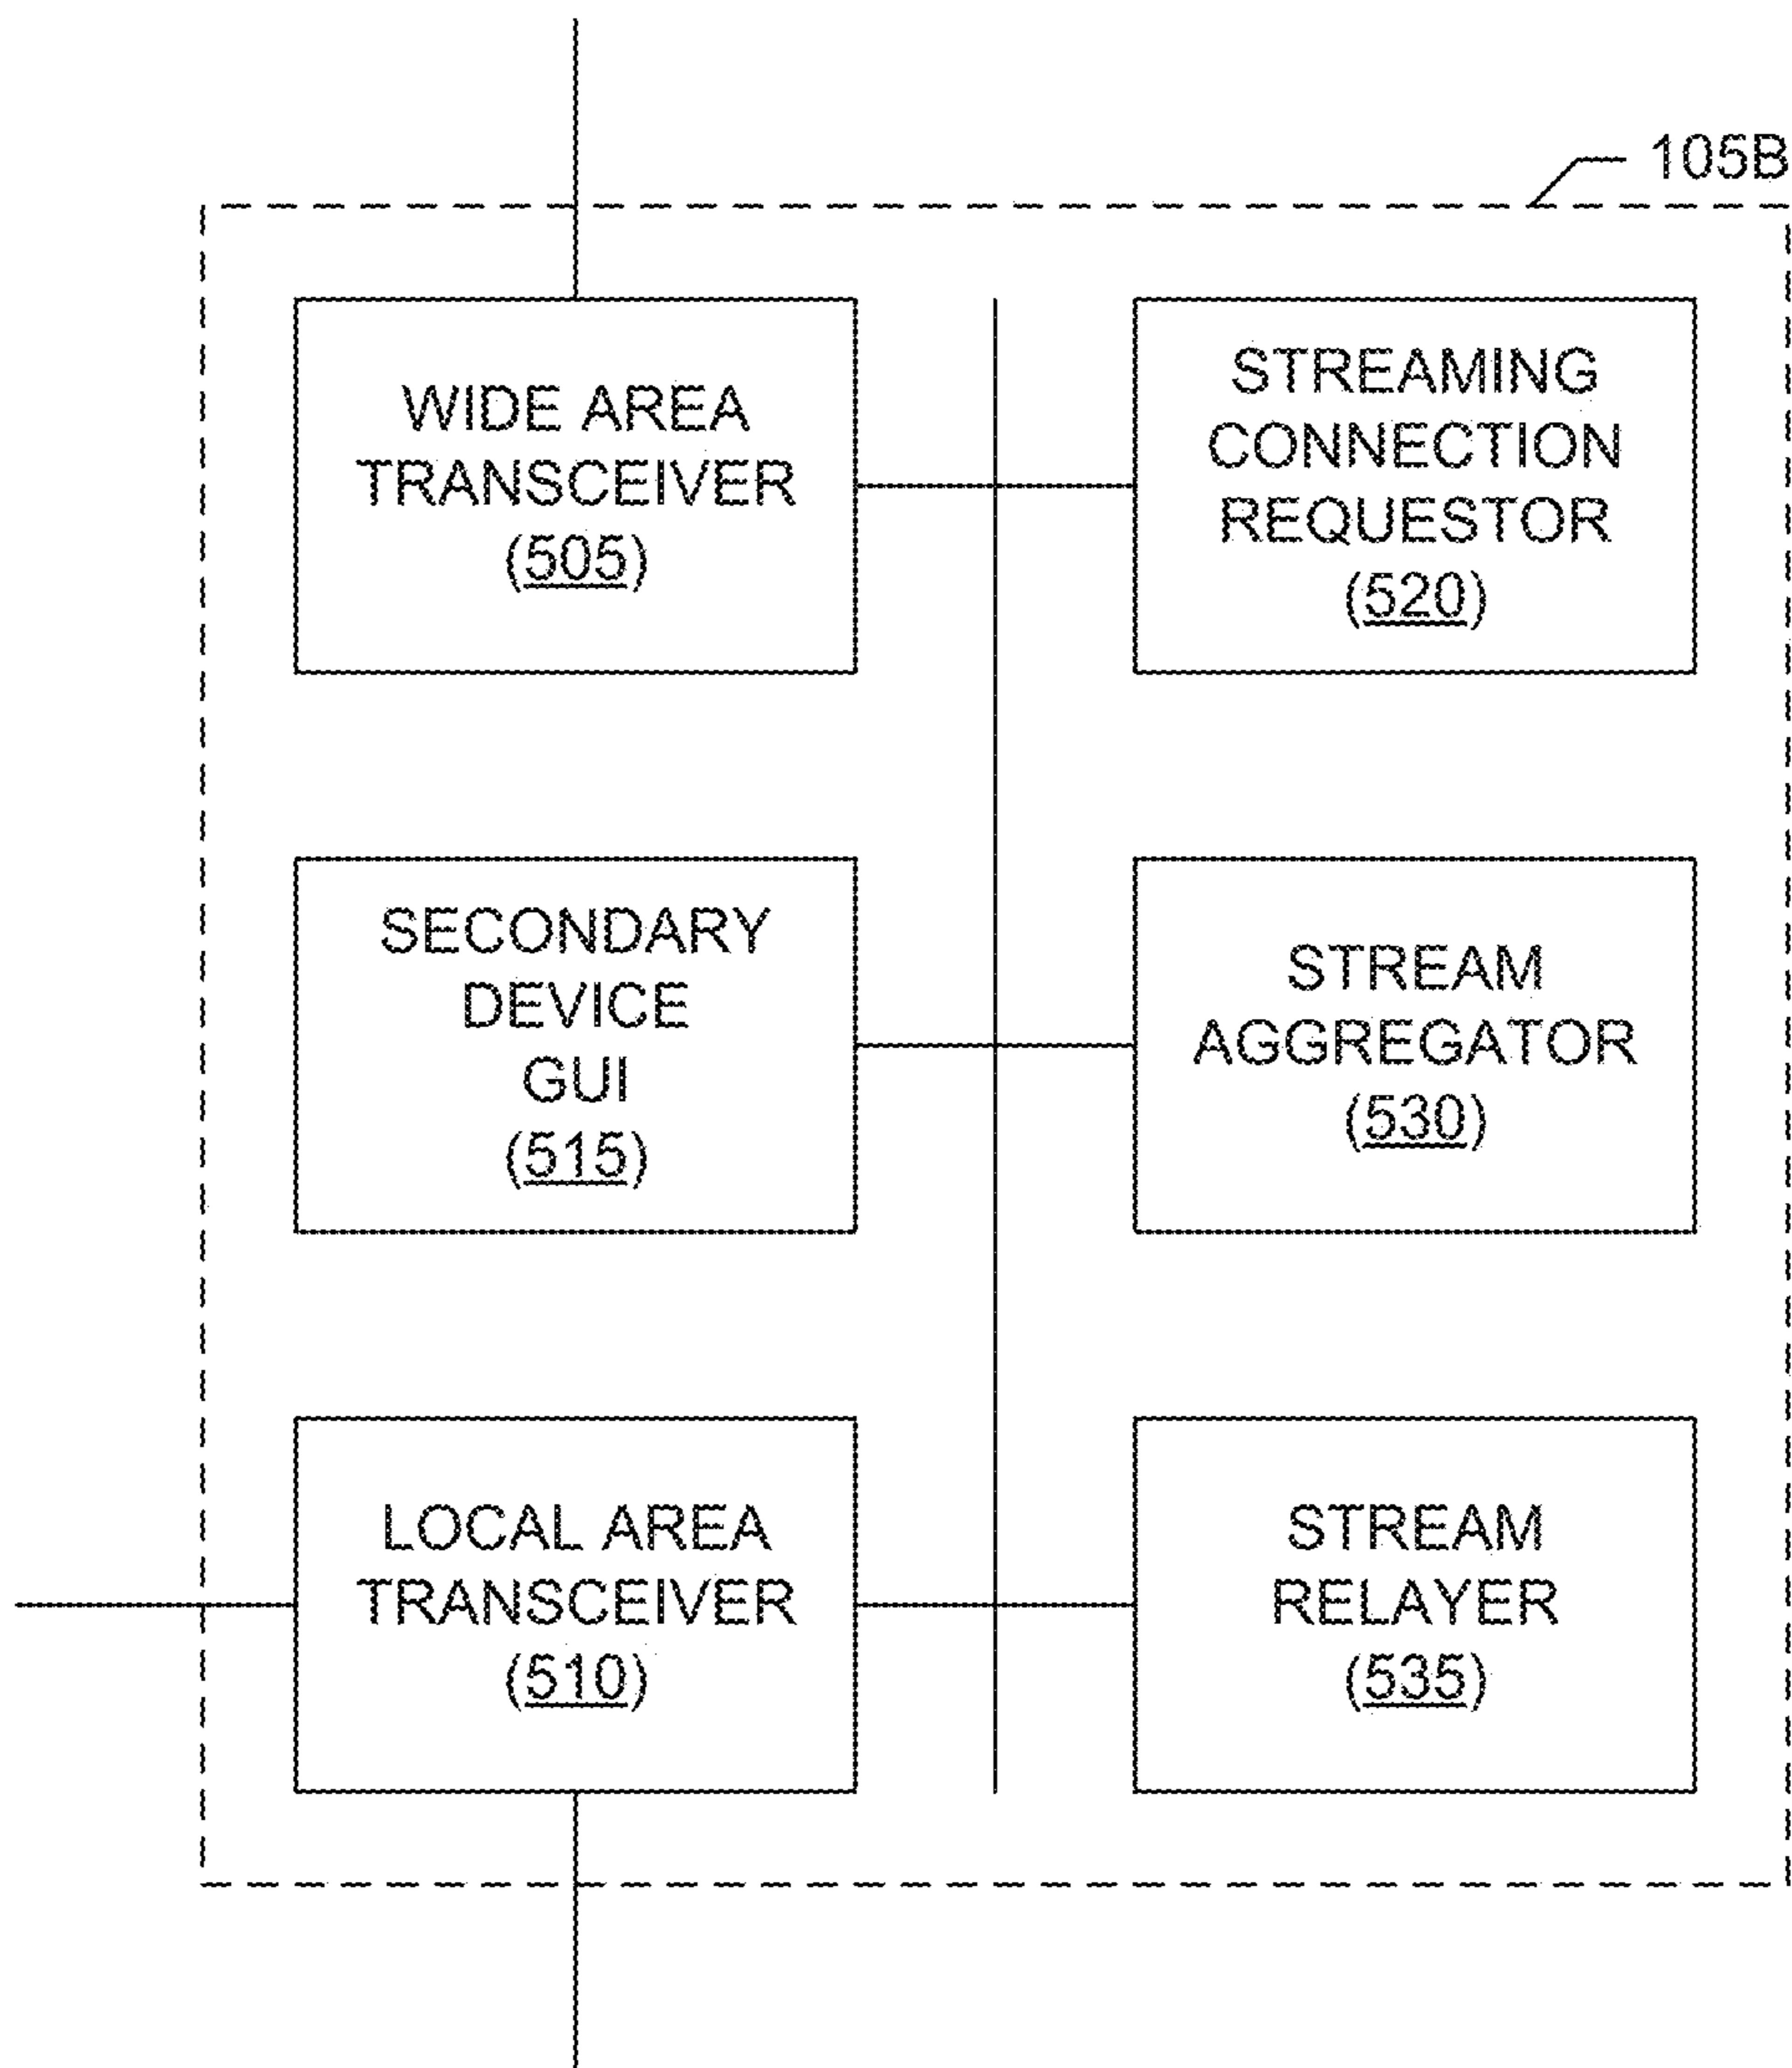 105B
WIDE AREA
TRANSCEIVER
(505)
STREAMING
CONNECTION
REQUESTOR
(520)
SECONDARY
DEVICE
GUI
(515)
STREAM
AGGREGATOR
(530)
LOCAL AREA
TRANSCEIVER
(510)
STREAM
RELAYER
(535)